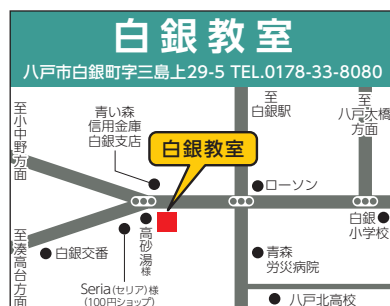 白銀教室
八戸市白銀町字三島上29-5 TEL.0178-33-8080
至小中野方面
青い森
信用金庫
白銀支店
至
白銀駅
至
八戸大橋
方面
白銀教室
ローソン
高砂湯様
白銀
小学校
至湊高台方面
白銀交番
Seria(セリア)様
(100円ショップ)
青森
労災病院
八戸北高校